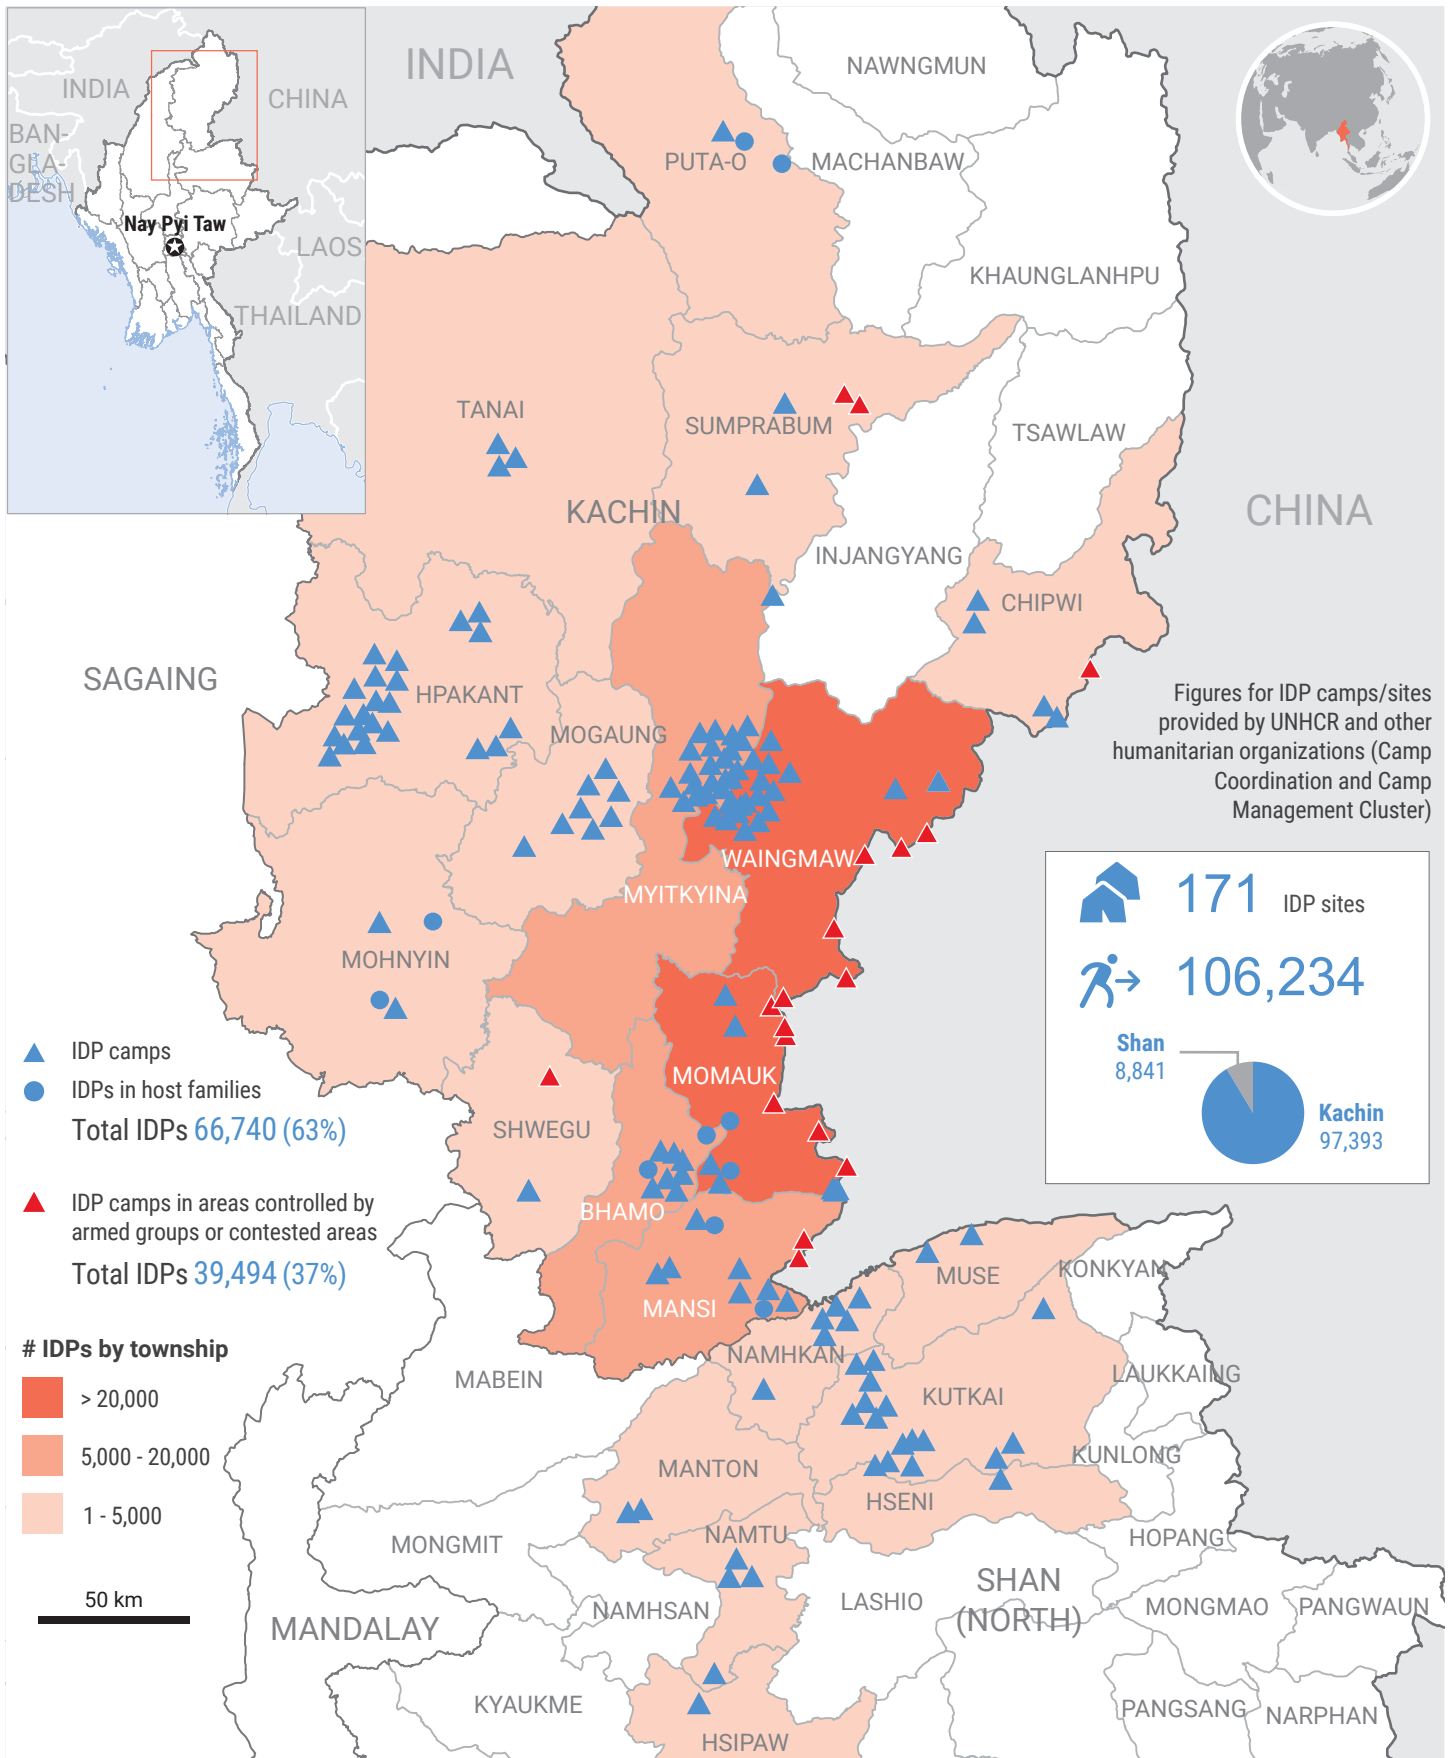 INDIA
CHINA
BAN-
GLA-
DESH
Nay Pyi Taw
LAOS
THAILAND
INDIA
NAWNGMUN
PUTA-O
MACHANBAW
KHAUNGLANHPU
TANAI
SUMPRABUM
TSAWLAW
KACHIN
CHINA
INJANGYANG
CHIPWI
SAGAING
HPAKANT
MOGAUNG
Figures for IDP camps/sites
provided by UNHCR and other
humanitarian organizations (Camp
Coordination and Camp
Management Cluster)
WAINGMAW
MYITKYINA
171 IDP sites
106,234
Shan
8,841
Kachin
97,393
MOHNYIN
MOMAUK
SHWEGU
BHAMO
MANSI
IDP camps
IDPs in host families
Total IDPs 66,740 (63%)
IDP camps in areas controlled by
armed groups or contested areas
Total IDPs 39,494 (37%)
# IDPs by township
> 20,000
5,000 - 20,000
1 - 5,000
50 km
MUSE
KONKYAN
NAMHKAN
MABEIN
LAUKKAING
KUTKAI
KUNLONG
MANTON
HSENI
NAMTU
HOPANG
MONGMIT
SHAN
(NORTH)
LASHIO
NAMHSAN
MONGMAO
PANGWAUN
MANDALAY
KYAUKME
PANGSANG
NARPHAN
HSIPAW